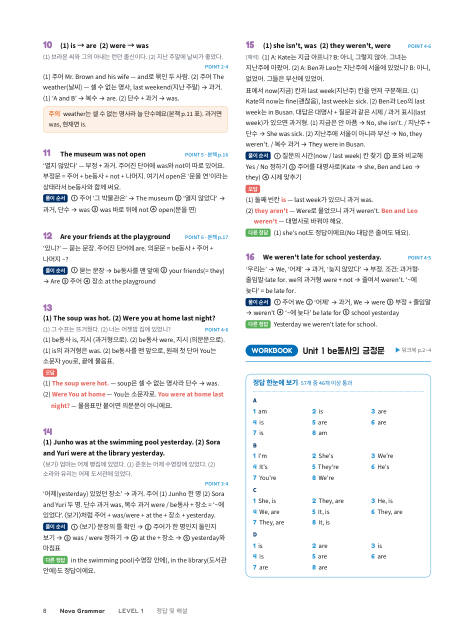 10 (1) is → are (2) were → was
(1) 브라운 씨와 그의 아내는 런던 출신이다. (2) 지난 주말에 날씨가 좋았다.
POINT 2-4
(1) 주어 Mr. Brown and his wife — and로 묶인 두 사람. (2) 주어 The
weather(날씨) — 셀 수 없는 명사, last weekend(지난 주말) → 과거.
(1) 'A and B' → 복수 → are. (2) 단수 + 과거 → was.
주의 weather는 셀 수 없는 명사라 늘 단수예요(본책 p.11 표). 과거면
was, 현재면 is.
11 The museum was not open
POINT 5 · 본책 p.15
'열지 않았다' — 부정 + 과거. 주어진 단어에 was와 not이 따로 있어요.
부정문 = 주어 + be동사 + not + 나머지. 여기서 open은 '문을 연'이라는
상태라서 be동사와 함께 써요.
풀이 순서 ① 주어 '그 박물관은' → The museum ② '열지 않았다' →
과거, 단수 → was ③ was 바로 뒤에 not ④ open(문을 연)
12 Are your friends at the playground
POINT 6 · 본책 p.17
'있니?' — 묻는 문장. 주어진 단어에 are. 의문문 = be동사 + 주어 +
나머지 ~?
풀이 순서 ① 묻는 문장 → be동사를 맨 앞에 ② your friends(= they)
→ Are ③ 주어 ④ 장소 at the playground
13
(1) The soup was hot. (2) Were you at home last night?
(1) 그 수프는 뜨거웠다. (2) 너는 어젯밤 집에 있었니?
POINT 4-6
(1) be동사 is, 지시 (과거형으로). (2) be동사 were, 지시 (의문문으로).
(1) is의 과거형은 was. (2) be동사를 맨 앞으로, 원래 첫 단어 You는
소문자 you로, 끝에 물음표.
오답
(1) The soup were hot. — soup은 셀 수 없는 명사라 단수 → was.
(2) Were You at home — You는 소문자로. You were at home last
night? — 물음표만 붙이면 의문문이 아니에요.
14
(1) Junho was at the swimming pool yesterday. (2) Sora
and Yuri were at the library yesterday.
(보기) 엄마는 어제 빵집에 있었다. (1) 준호는 어제 수영장에 있었다. (2)
소라와 유리는 어제 도서관에 있었다.
POINT 3-4
'어제(yesterday) 있었던 장소' → 과거. 주어 (1) Junho 한 명 (2) Sora
and Yuri 두 명. 단수 과거 was, 복수 과거 were / be동사 + 장소 = '~에
있었다'. (보기)처럼 주어 + was/were + at the + 장소 + yesterday.
풀이 순서 ① (보기) 문장의 틀 확인 → ② 주어가 한 명인지 둘인지
보기 → ③ was / were 정하기 → ④ at the + 장소 → ⑤ yesterday와
마침표
다른 정답 in the swimming pool(수영장 안에), in the library(도서관
안에)도 정답이에요.
15 (1) she isn't, was (2) they weren't, were
POINT 4-6
(해석) (1) A: Kate는 지금 아프니? B: 아니, 그렇지 않아. 그녀는
지난주에 아팠어. (2) A: Ben과 Leo는 지난주에 서울에 있었니? B: 아니,
없었어. 그들은 부산에 있었어.
표에서 now(지금) 칸과 last week(지난주) 칸을 먼저 구분해요. (1)
Kate의 now는 fine(괜찮음), last week는 sick. (2) Ben과 Leo의 last
week는 in Busan. 대답은 대명사 + 질문과 같은 시제 / 과거 표시(last
week)가 있으면 과거형. (1) 지금은 안 아픔 → No, she isn't. / 지난주 +
단수 → She was sick. (2) 지난주에 서울이 아니라 부산 → No, they
weren't. / 복수 과거 → They were in Busan.
풀이 순서 ① 질문의 시간(now / last week) 칸 찾기 ② 표와 비교해
Yes / No 정하기 ③ 주어를 대명사로(Kate → she, Ben and Leo →
they) ④ 시제 맞추기
오답
(1) 둘째 빈칸 is — last week가 있으니 과거 was.
(2) they aren't — Were로 물었으니 과거 weren't. Ben and Leo
weren't — 대명사로 바꿔야 해요.
다른 정답 (1) she's not도 정답이에요(No 대답은 줄여도 돼요).
16 We weren't late for school yesterday.
POINT 4·5
'우리는' → We, '어제' → 과거, '늦지 않았다' → 부정. 조건: 과거형·
줄임말·late for. we의 과거형 were + not → 줄여서 weren't. '~에
늦다' = be late for.
풀이 순서 ① 주어 We ② '어제' → 과거, We → were ③ 부정 + 줄임말
→ weren't ④ '~에 늦다' be late for ⑤ school yesterday
다른 정답 Yesterday we weren't late for school.
WORKBOOK Unit 1 be동사의 긍정문 ▶ 워크북 p.2~4
정답 한눈에 보기 57개 중 46개 이상 통과
A
1 am 2 is 3 are
4 is 5 are 6 are
7 is 8 am
B
1 I'm 2 She's 3 We're
4 It's 5 They're 6 He's
7 You're 8 We're
C
1 She, is 2 They, are 3 He, is
4 We, are 5 It, is 6 They, are
7 They, are 8 It, is
D
1 is 2 are 3 is
4 is 5 are 6 are
7 are 8 are
8 Nova Grammar LEVEL 1 정답 및 해설